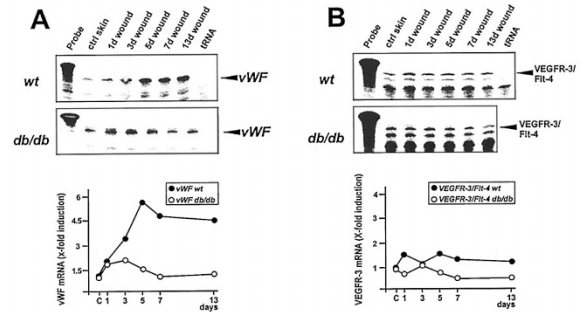 A
Probe
ctrl skin
1d wound
3d wound
5d wound
7d wound
13d wound
tRNA
wt
vWF
db/db
vWF
vWF mRNA (x-fold induction)
6
4.5
3
1.5
vWF wt
vWF db/db
C 1 3 5 7 13
days
B
Probe
ctrl skin
1d wound
3d wound
5d wound
7d wound
13d wound
tRNA
wt
VEGFR-3/
Flt-4
db/db
VEGFR-3/
Flt-4
VEGFR-3 mRNA (X-fold induction)
4
3
2
1
VEGFR-3/Flt-4 wt
VEGFR-3/Flt-4 db/db
C 1 3 5 7 13
days